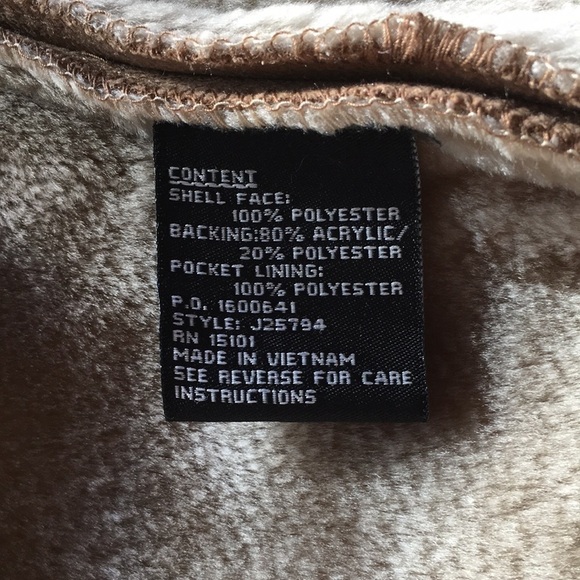 CONTENT
SHELL FACE:
100% POLYESTER
BACKING:80% ACRYLIC/
20% POLYESTER
POCKET LINING:
100% POLYESTER
P.O. 1600641
STYLE: J25794
RN 15101
MADE IN VIETNAM
SEE REVERSE FOR CARE
INSTRUCTIONS